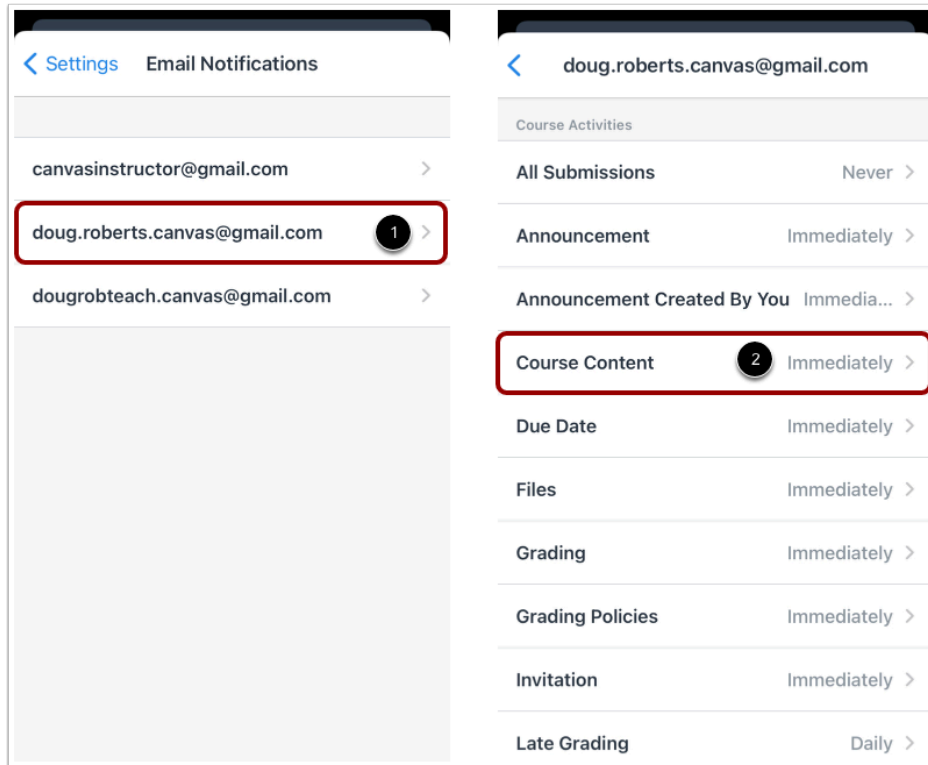 Settings Email Notifications
canvasinstructor@gmail.com
doug.roberts.canvas@gmail.com 1
dougrobteach.canvas@gmail.com
doug.roberts.canvas@gmail.com
Course Activities
All Submissions Never
Announcement Immediately
Announcement Created By You Immedia...
Course Content 2 Immediately
Due Date Immediately
Files Immediately
Grading Immediately
Grading Policies Immediately
Invitation Immediately
Late Grading Daily